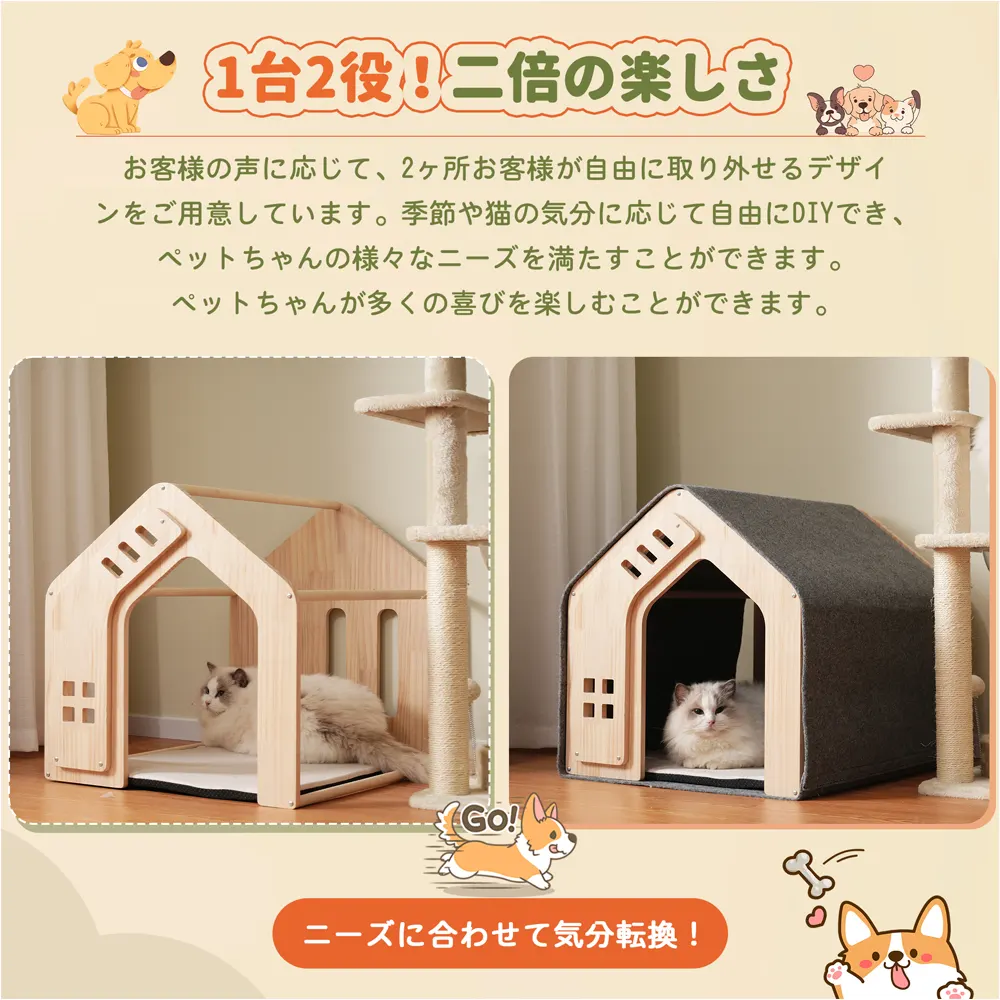 1台2役！二倍の楽しさ
お客様の声に応じて、2ヶ所お客様が自由に取り外せるデザイ
ンをご用意しています。季節や猫の気分に応じて自由にDIYでき、
ペットちゃんの様々なニーズを満たすことができます。
ペットちゃんが多くの喜びを楽しむことができます。
GO!
ニーズに合わせて気分転換！